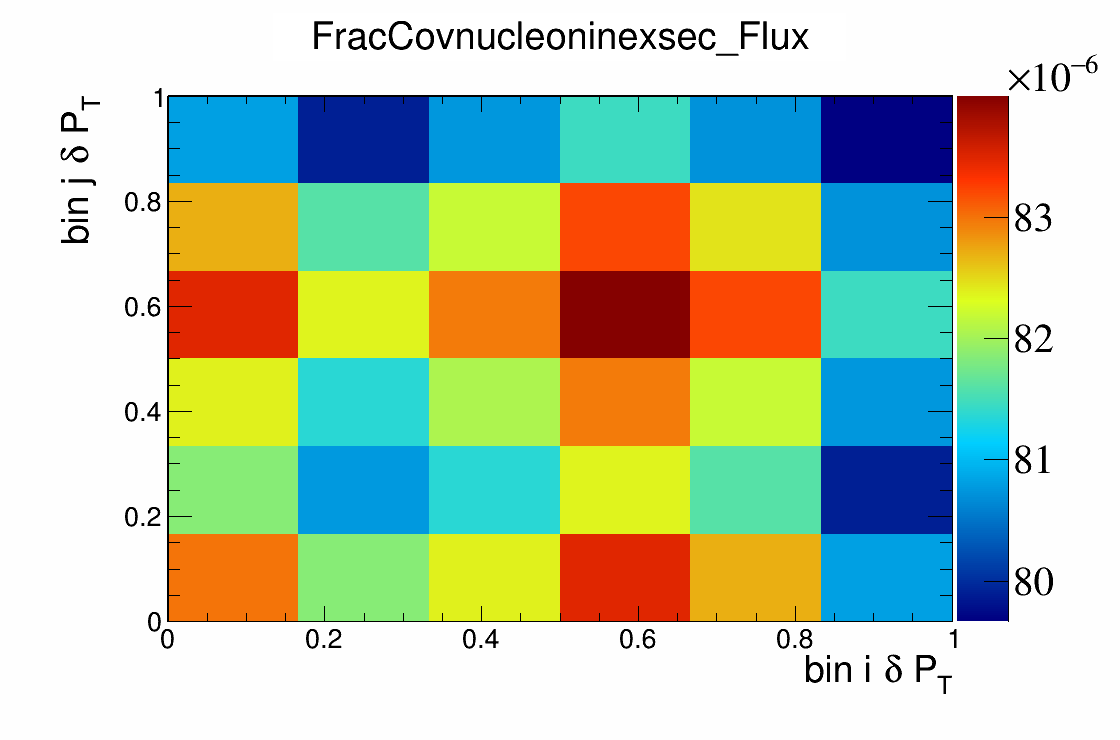 FracCovnucleoninexsec_Flux
×10⁻⁶
bin j δ P_T
1
0.8
0.6
0.4
0.2
0
83
82
81
80
0 0.2 0.4 0.6 0.8 1
bin i δ P_T